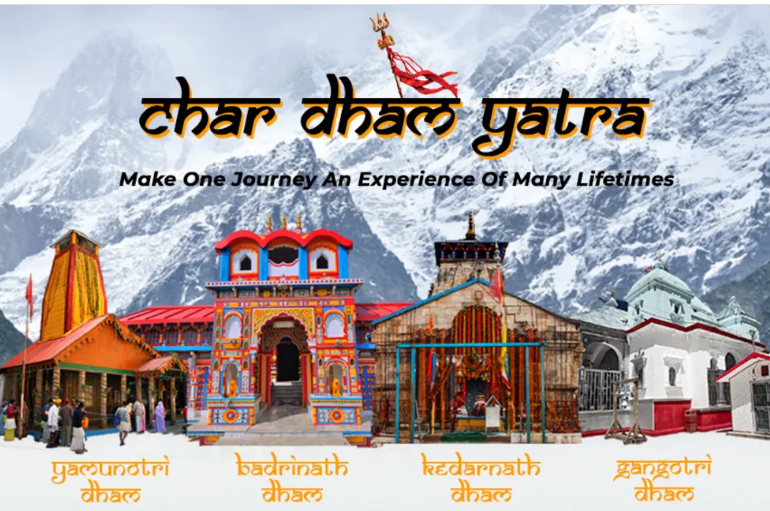 char dham yatra
Make One Journey An Experience Of Many Lifetimes
yamunotri dham
badrinath dham
kedarnath dham
gangotri dham